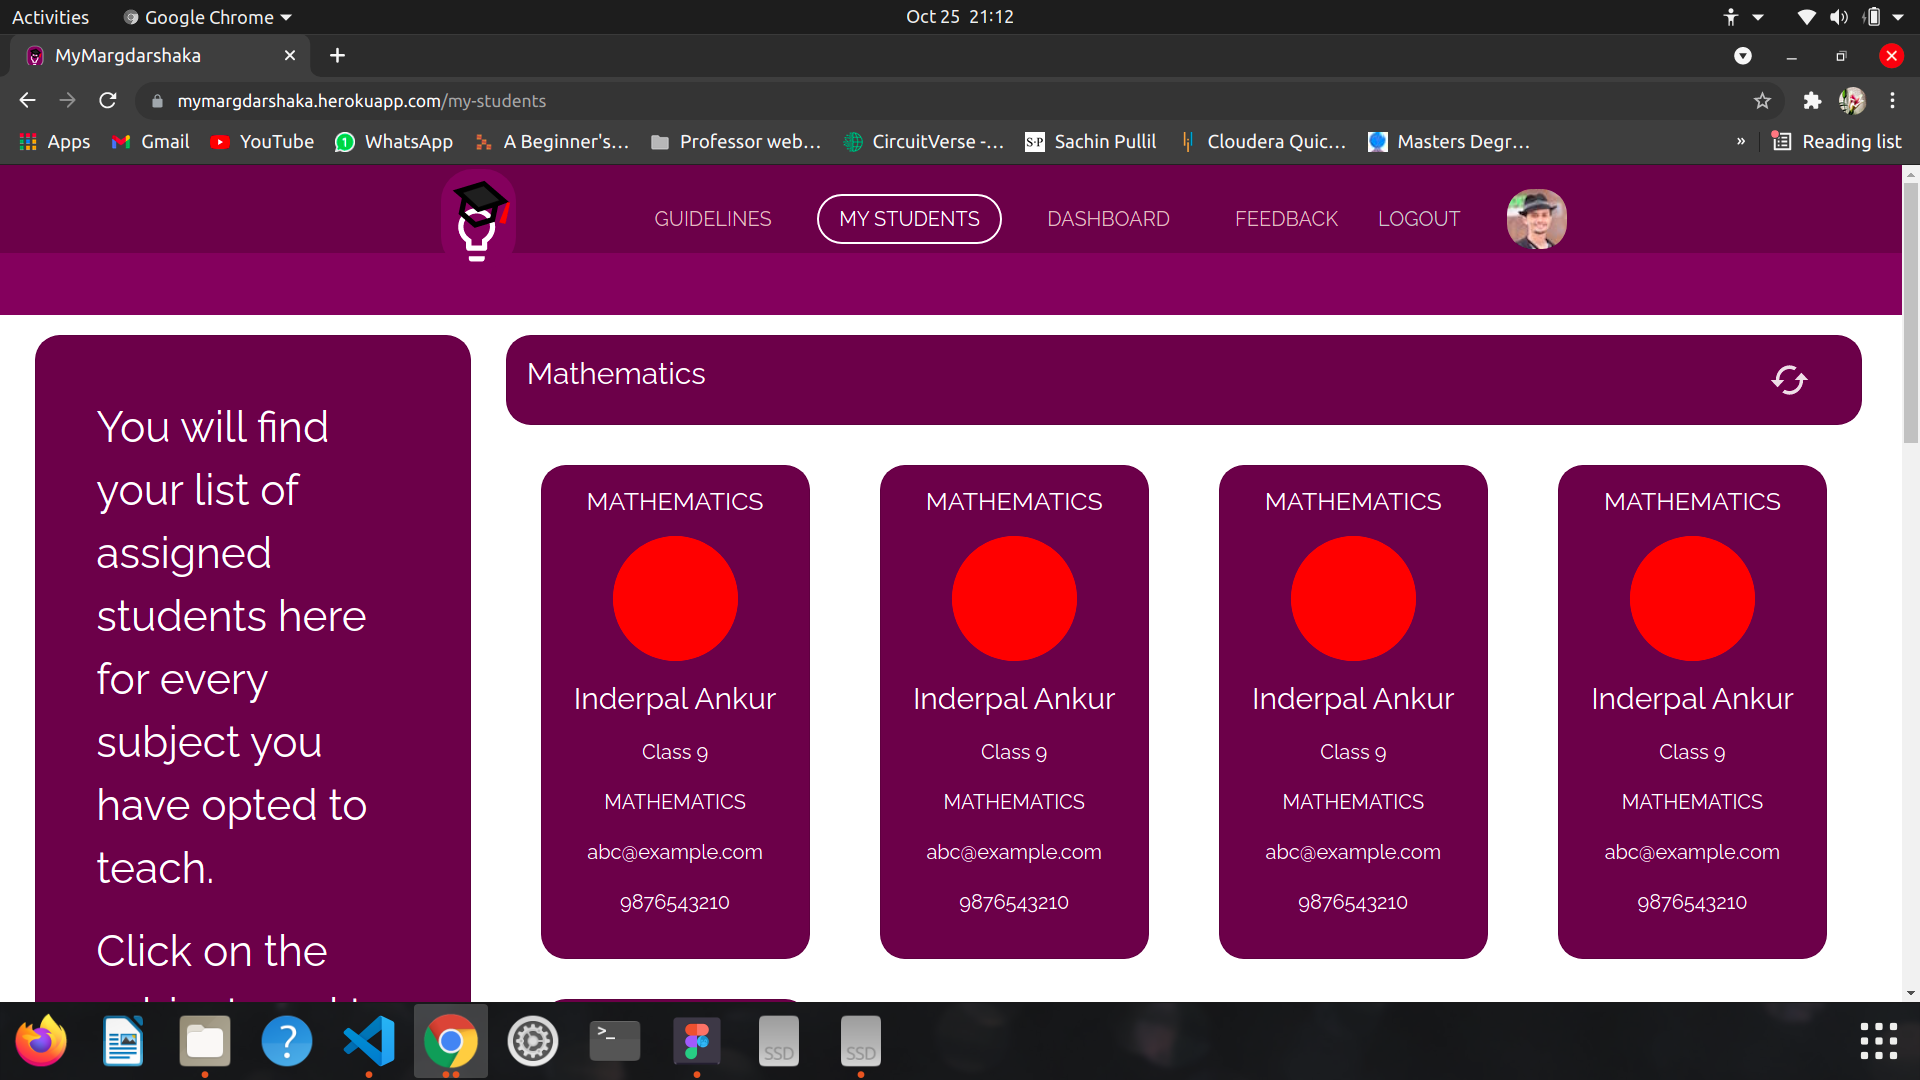 Activities
Google Chrome
Oct 25 21:12
MyMargdarshaka
mymargdarshaka.herokuapp.com/my-students
Apps
Gmail
YouTube
WhatsApp
A Beginner's...
Professor web...
CircuitVerse -...
S·P
Sachin Pullil
Cloudera Quic...
Masters Degr...
»
Reading list
GUIDELINES
MY STUDENTS
DASHBOARD
FEEDBACK
LOGOUT
You will find
your list of
assigned
students here
for every
subject you
have opted to
teach.
Click on the
Mathematics
MATHEMATICS
Inderpal Ankur
Class 9
MATHEMATICS
abc@example.com
9876543210
MATHEMATICS
Inderpal Ankur
Class 9
MATHEMATICS
abc@example.com
9876543210
MATHEMATICS
Inderpal Ankur
Class 9
MATHEMATICS
abc@example.com
9876543210
MATHEMATICS
Inderpal Ankur
Class 9
MATHEMATICS
abc@example.com
9876543210
SSD
SSD